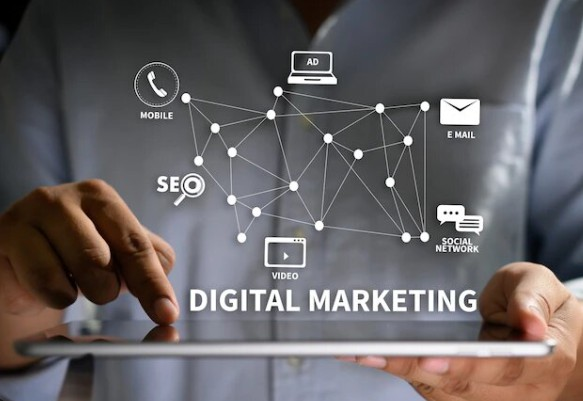 AD
MOBILE
E MAIL
SEO
SOCIAL
NETWORK
VIDEO
DIGITAL MARKETING